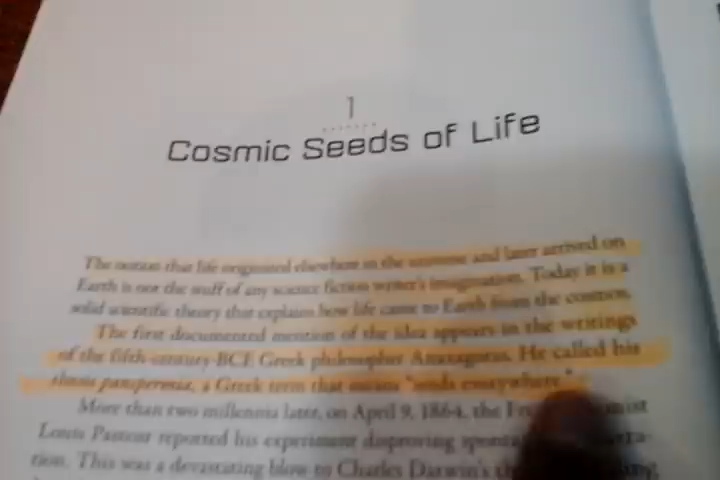 1
Cosmic Seeds of Life
The notion that life originated elsewhere in the universe and later arrived on
Earth is not the stuff of any science fiction writer's imagination. Today it is a
solid scientific theory that explains how life came to Earth from the cosmos.
The first documented mention of the idea appears in the writings
of the fifth-century-BCE Greek philosopher Anaxagoras. He called his
panspermia, a Greek term that means "seeds everywhere."
More than two millennia later, on April 9, 1864, the
Louis Pasteur reported his experiment disproving
tion. This was a devastating blow to Charles Darwin's